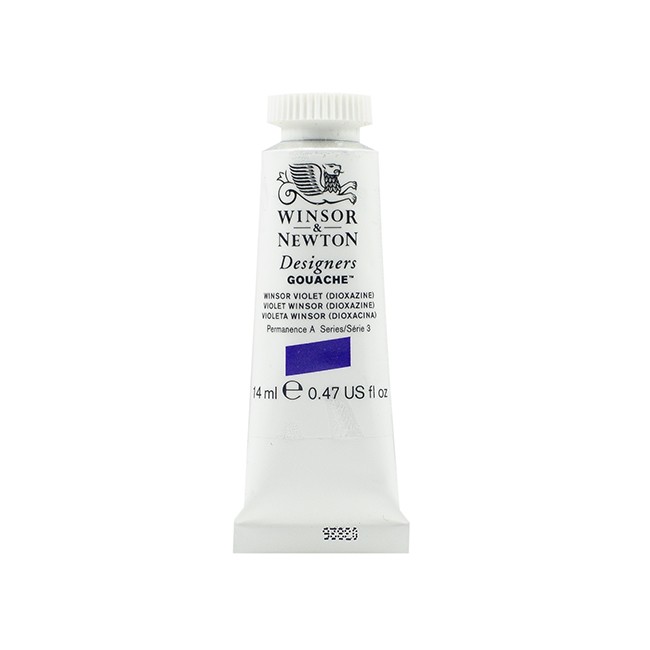 WINSOR
&
NEWTON
Designers
GOUACHE™
WINSOR VIOLET (DIOXAZINE)
VIOLET WINSOR (DIOXAZINE)
VIOLETA WINSOR (DIOXACINA)
Permanence A Series/Série 3
14 ml ℮ 0.47 US fl oz